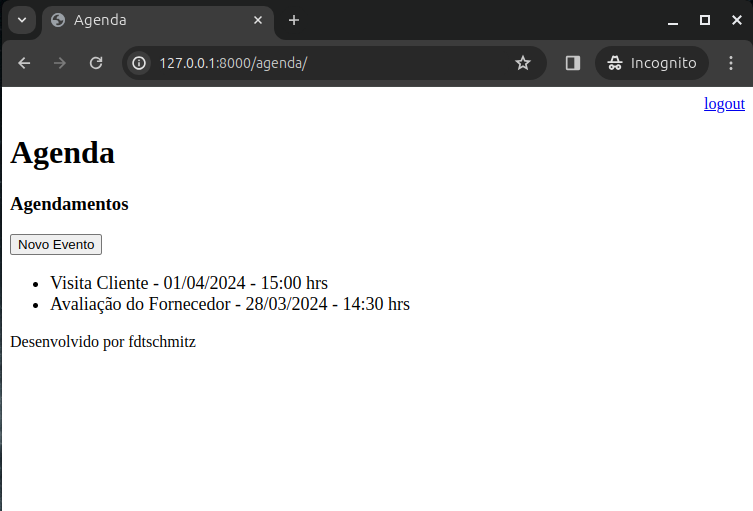 Agenda
127.0.0.1:8000/agenda/
Incognito
logout
Agenda
Agendamentos
Novo Evento
Visita Cliente - 01/04/2024 - 15:00 hrs
Avaliação do Fornecedor - 28/03/2024 - 14:30 hrs
Desenvolvido por fdtschmitz